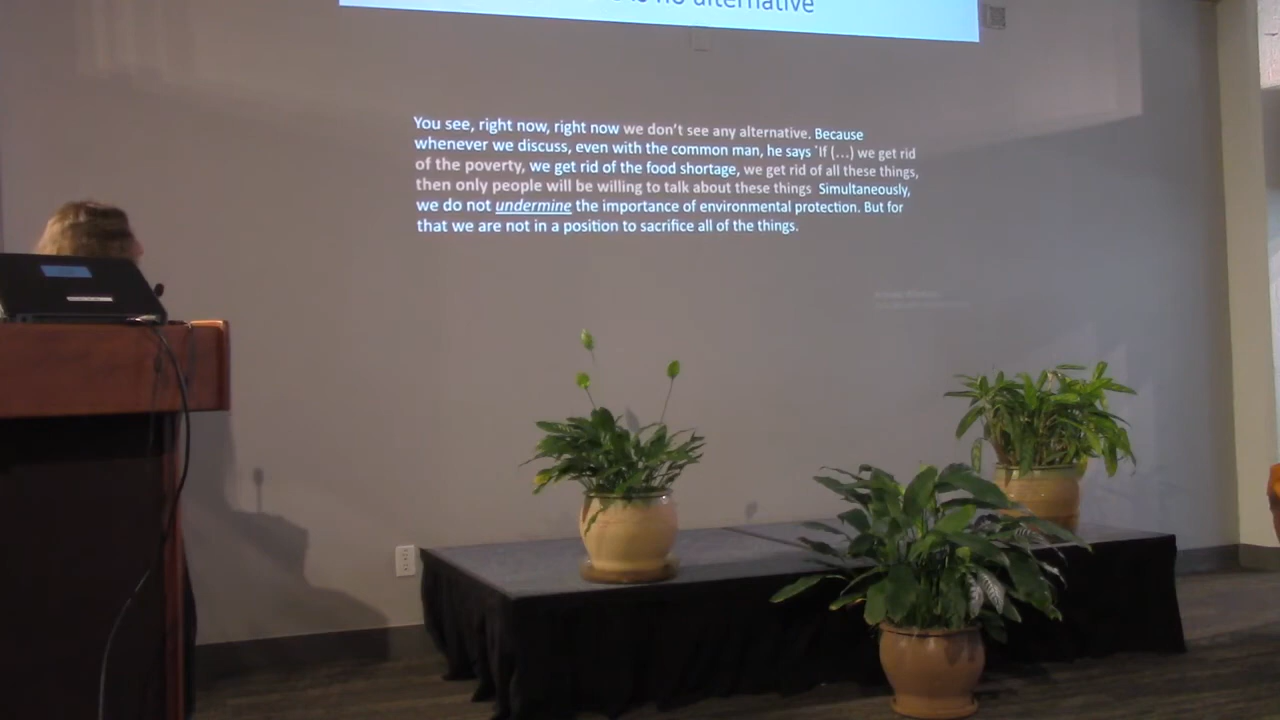 is no alternative
You see, right now, right now we don't see any alternative. Because
whenever we discuss, even with the common man, he says 'If (...) we get rid
of the poverty, we get rid of the food shortage, we get rid of all these things,
then only people will be willing to talk about these things Simultaneously,
we do not undermine the importance of environmental protection. But for
that we are not in a position to sacrifice all of the things.